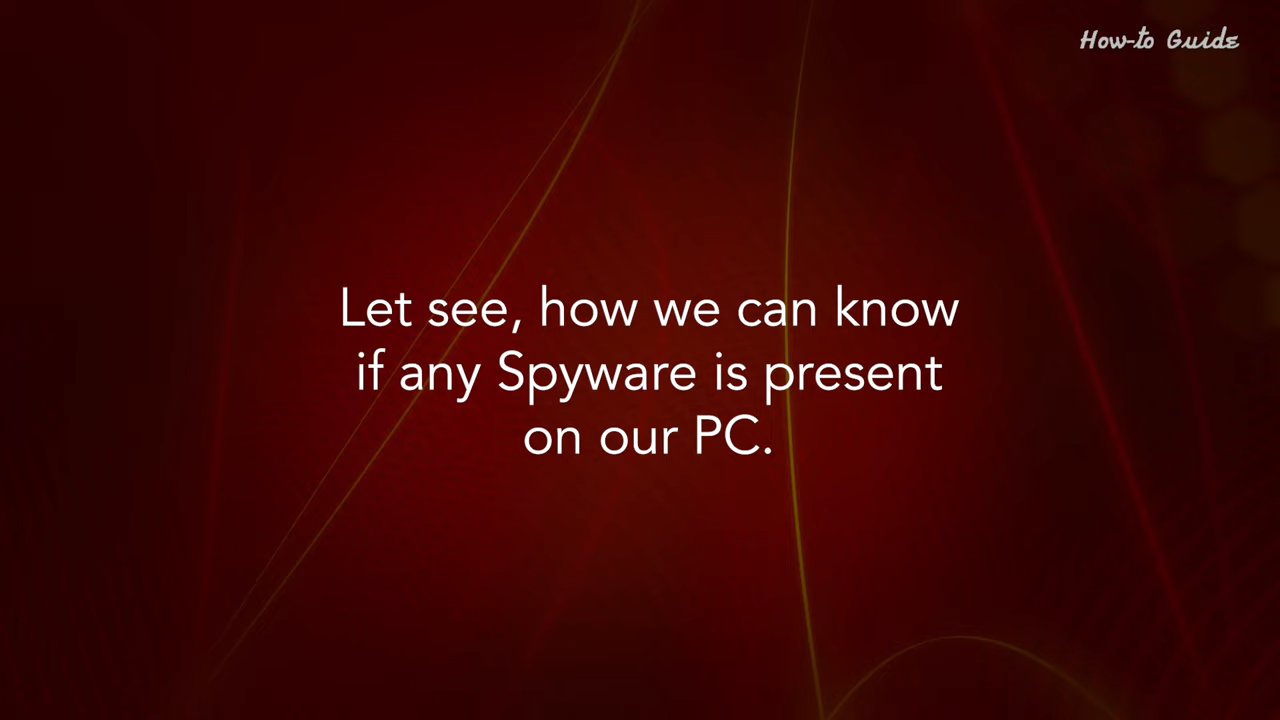 How-to Guide
Let see, how we can know
if any Spyware is present
on our PC.